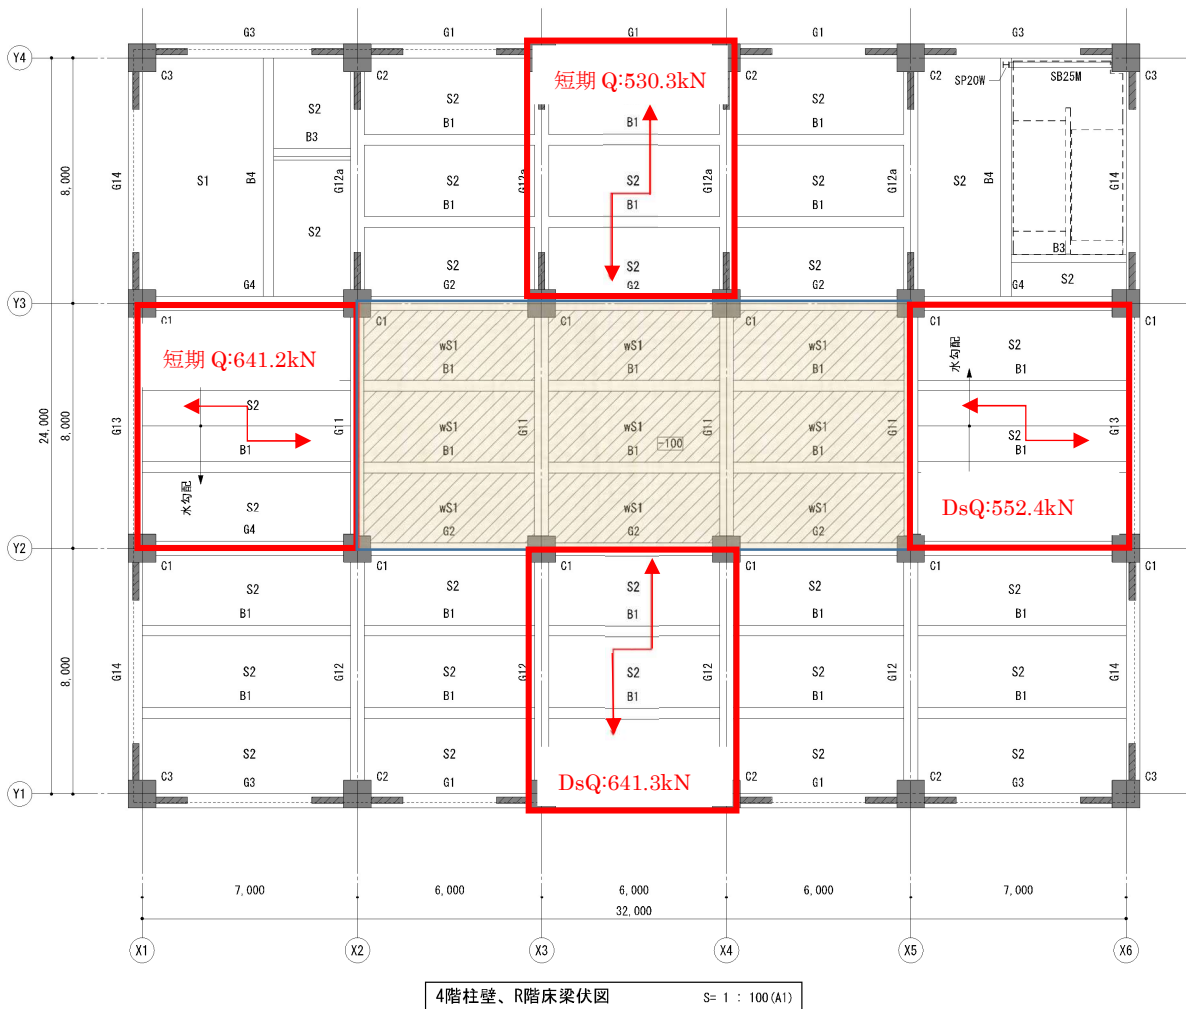 G3 G1 G1 G1 G3
Y4
C3 C2 C2 C2 C3
短期 Q:530.3kN
SP20W SB25M
S2 S2 S2
B1 B1 B1
S2
B3
8,000
G14 S1 B4 G12a S2 G12a S2 G12a S2 G12a S2 B4 G14
B1 B1 B1
S2
B3
S2 S2 S2 S2
G4 G2 G2 G2 G4
Y3
C1 C1 C1 C1 C1 C1
短期 Q:641.2kN
wS1 wS1 wS1 S2
B1 B1 B1 B1
水勾配
S2
24,000
8,000
G13 G11 wS1 G11 wS1 G11 wS1 S2 G13
B1 B1 B1 B1 B1
-100
水勾配
S2 wS1 wS1 wS1
DsQ:552.4kN
G4 G2 G2 G2
Y2
C1 C1 C1 C1 C1 C1
S2 S2 S2 S2 S2
B1 B1 B1 B1 B1
8,000
G14 S2 G12 S2 G12 S2 G12 S2 G12 S2 G14
B1 B1 B1 B1 B1
S2 S2 S2 S2
DsQ:641.3kN
C3 G3 C2 G1 C2 G1 C2 G3 C3
Y1
7,000 6,000 6,000 6,000 7,000
32,000
X1 X2 X3 X4 X5 X6
4階柱壁、R階床梁伏図 S= 1 : 100(A1)